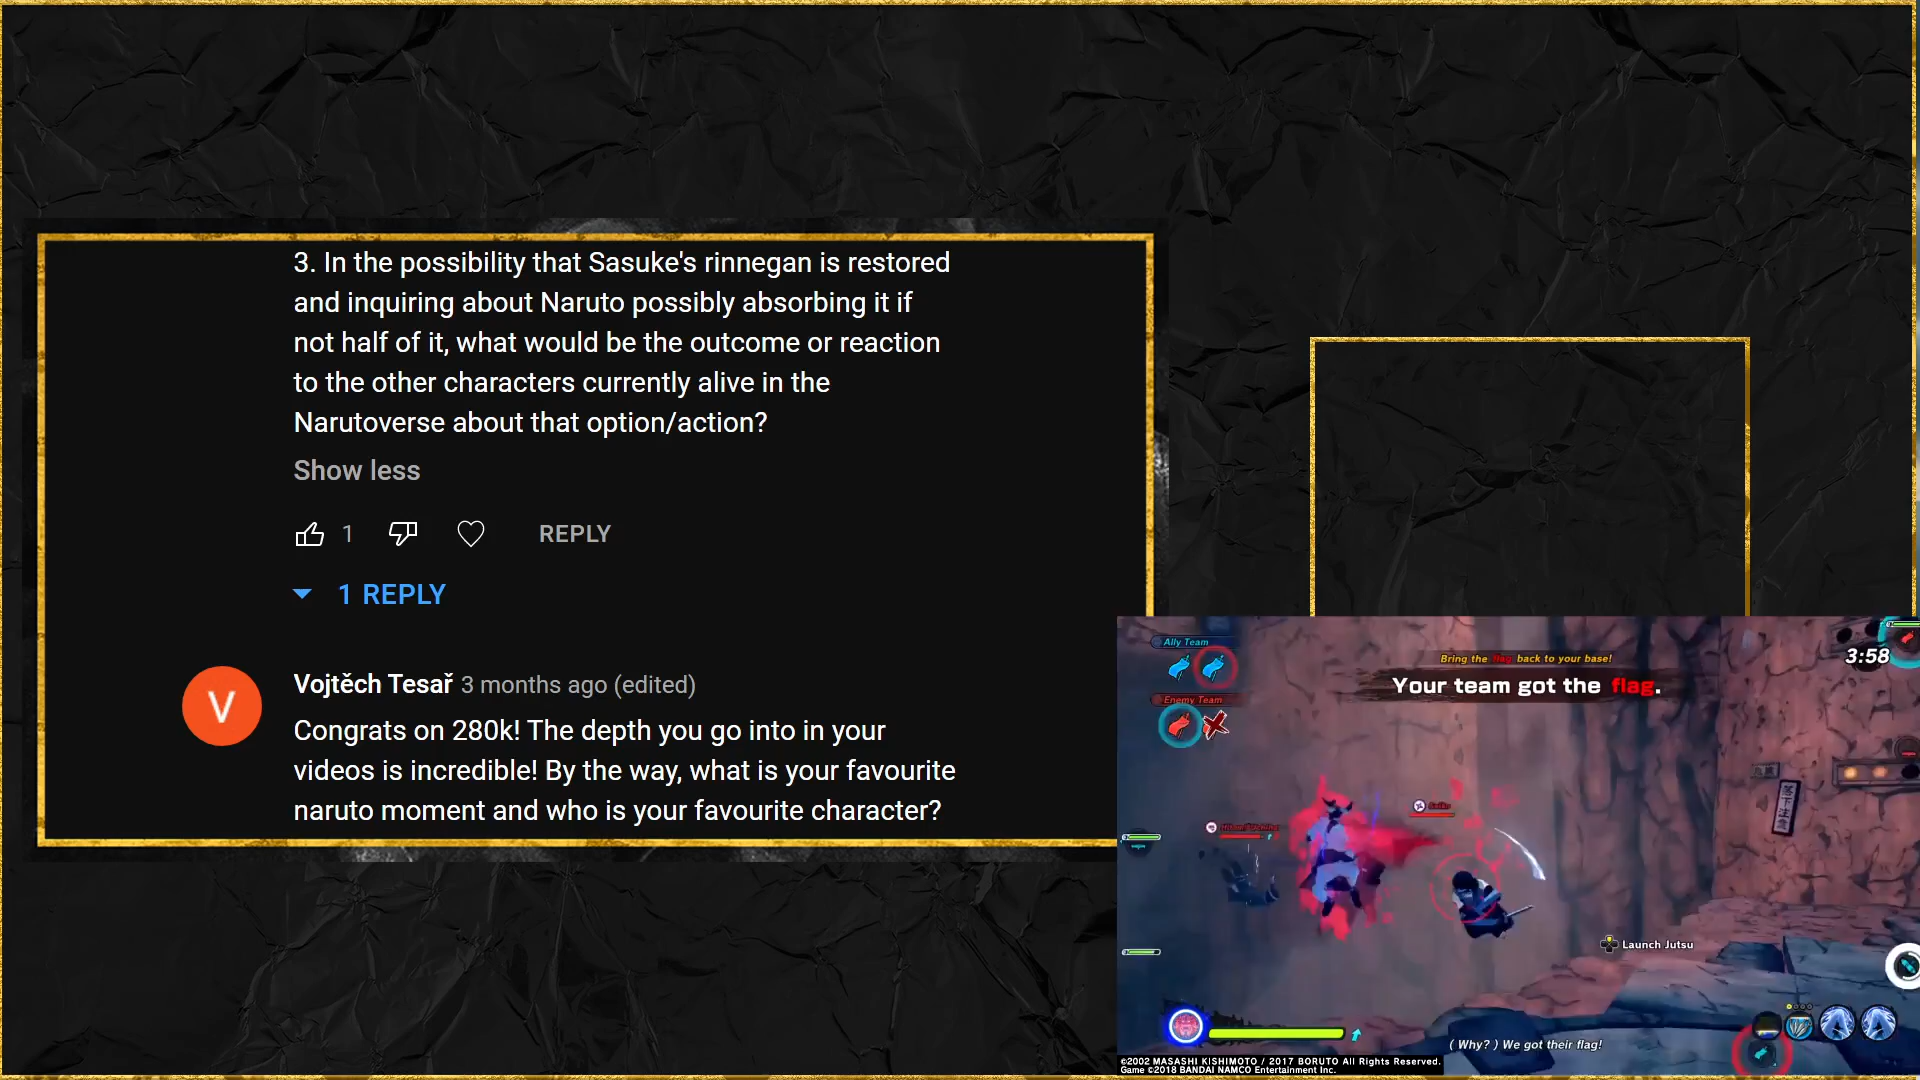 3. In the possibility that Sasuke's rinnegan is restored
and inquiring about Naruto possibly absorbing it if
not half of it, what would be the outcome or reaction
to the other characters currently alive in the
Narutoverse about that option/action?
Show less
1
REPLY
1 REPLY
V
Vojtěch Tesař 3 months ago (edited)
Congrats on 280k! The depth you go into in your
videos is incredible! By the way, what is your favourite
naruto moment and who is your favourite character?
Ally Team
Enemy Team
Bring the flag back to your base!
Your team got the flag.
3:58
落下注意
Launch Jutsu
( Why? ) We got their flag!
©2002 MASASHI KISHIMOTO / 2017 BORUTO All Rights Reserved.
Game ©2018 BANDAI NAMCO Entertainment Inc.